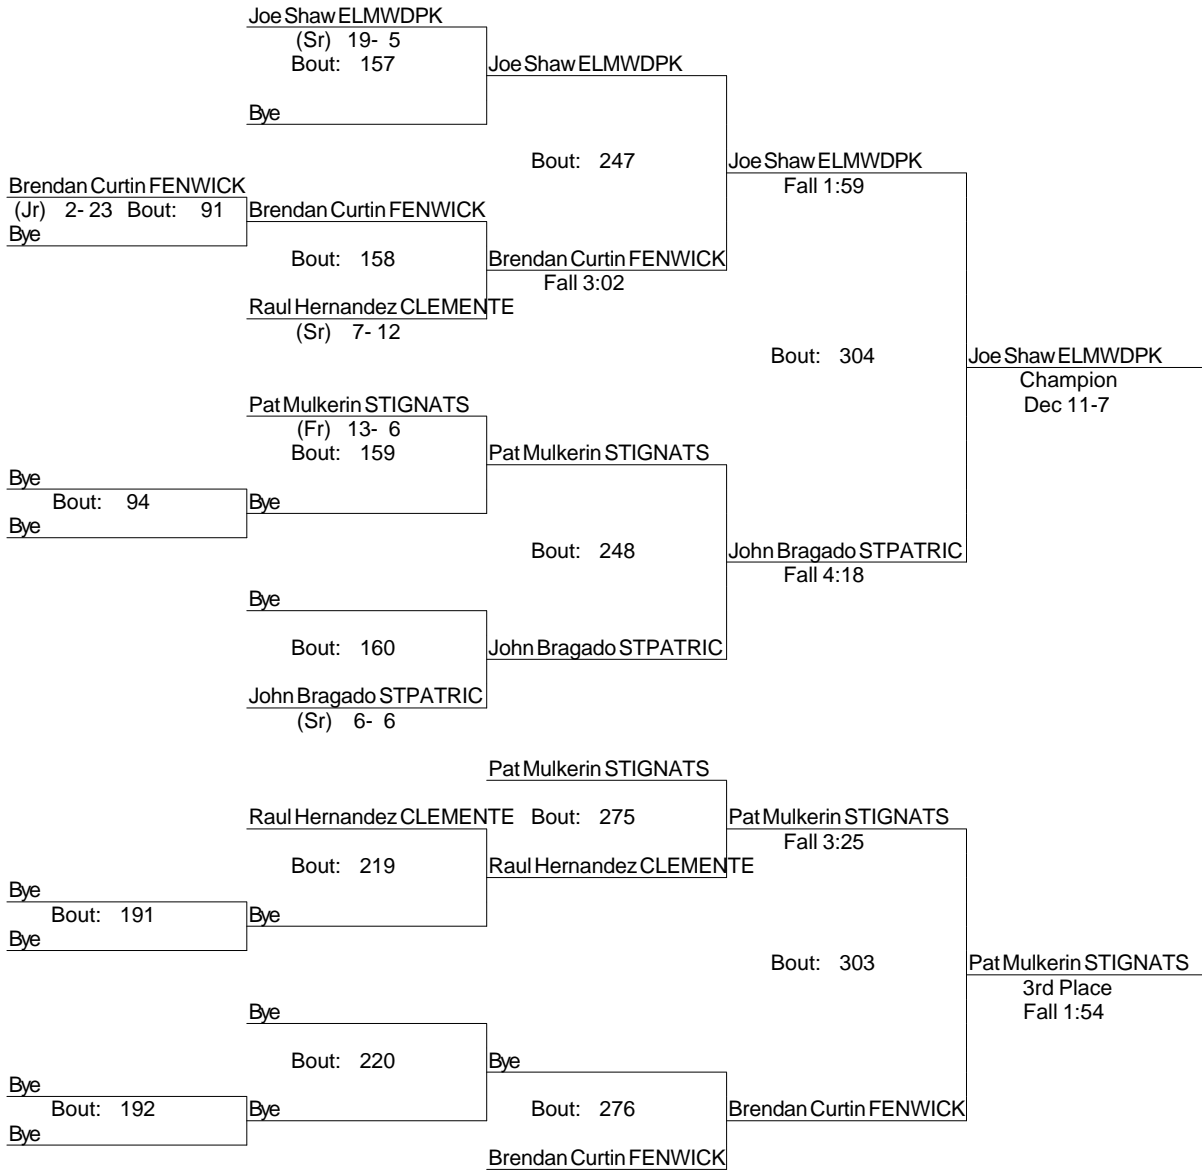 Joe Shaw ELMWDPK
(Sr) 19- 5
Bout: 157
Joe Shaw ELMWDPK
Bye
Bout: 247
Joe Shaw ELMWDPK
Fall 1:59
Brendan Curtin FENWICK
(Jr) 2- 23 Bout: 91
Bye
Brendan Curtin FENWICK
Bout: 158
Brendan Curtin FENWICK
Fall 3:02
Raul Hernandez CLEMENTE
(Sr) 7- 12
Bout: 304
Joe Shaw ELMWDPK
Champion
Dec 11-7
Pat Mulkerin STIGNATS
(Fr) 13- 6
Bout: 159
Pat Mulkerin STIGNATS
Bye
Bout: 94
Bye
Bye
Bout: 248
John Bragado STPATRIC
Fall 4:18
Bye
Bout: 160
John Bragado STPATRIC
John Bragado STPATRIC
(Sr) 6- 6
Pat Mulkerin STIGNATS
Raul Hernandez CLEMENTE Bout: 275
Pat Mulkerin STIGNATS
Fall 3:25
Bout: 219
Raul Hernandez CLEMENTE
Bye
Bout: 191
Bye
Bye
Bout: 303
Pat Mulkerin STIGNATS
3rd Place
Fall 1:54
Bye
Bout: 220
Bye
Bye
Bout: 192
Bye
Bye
Bout: 276
Brendan Curtin FENWICK
Brendan Curtin FENWICK